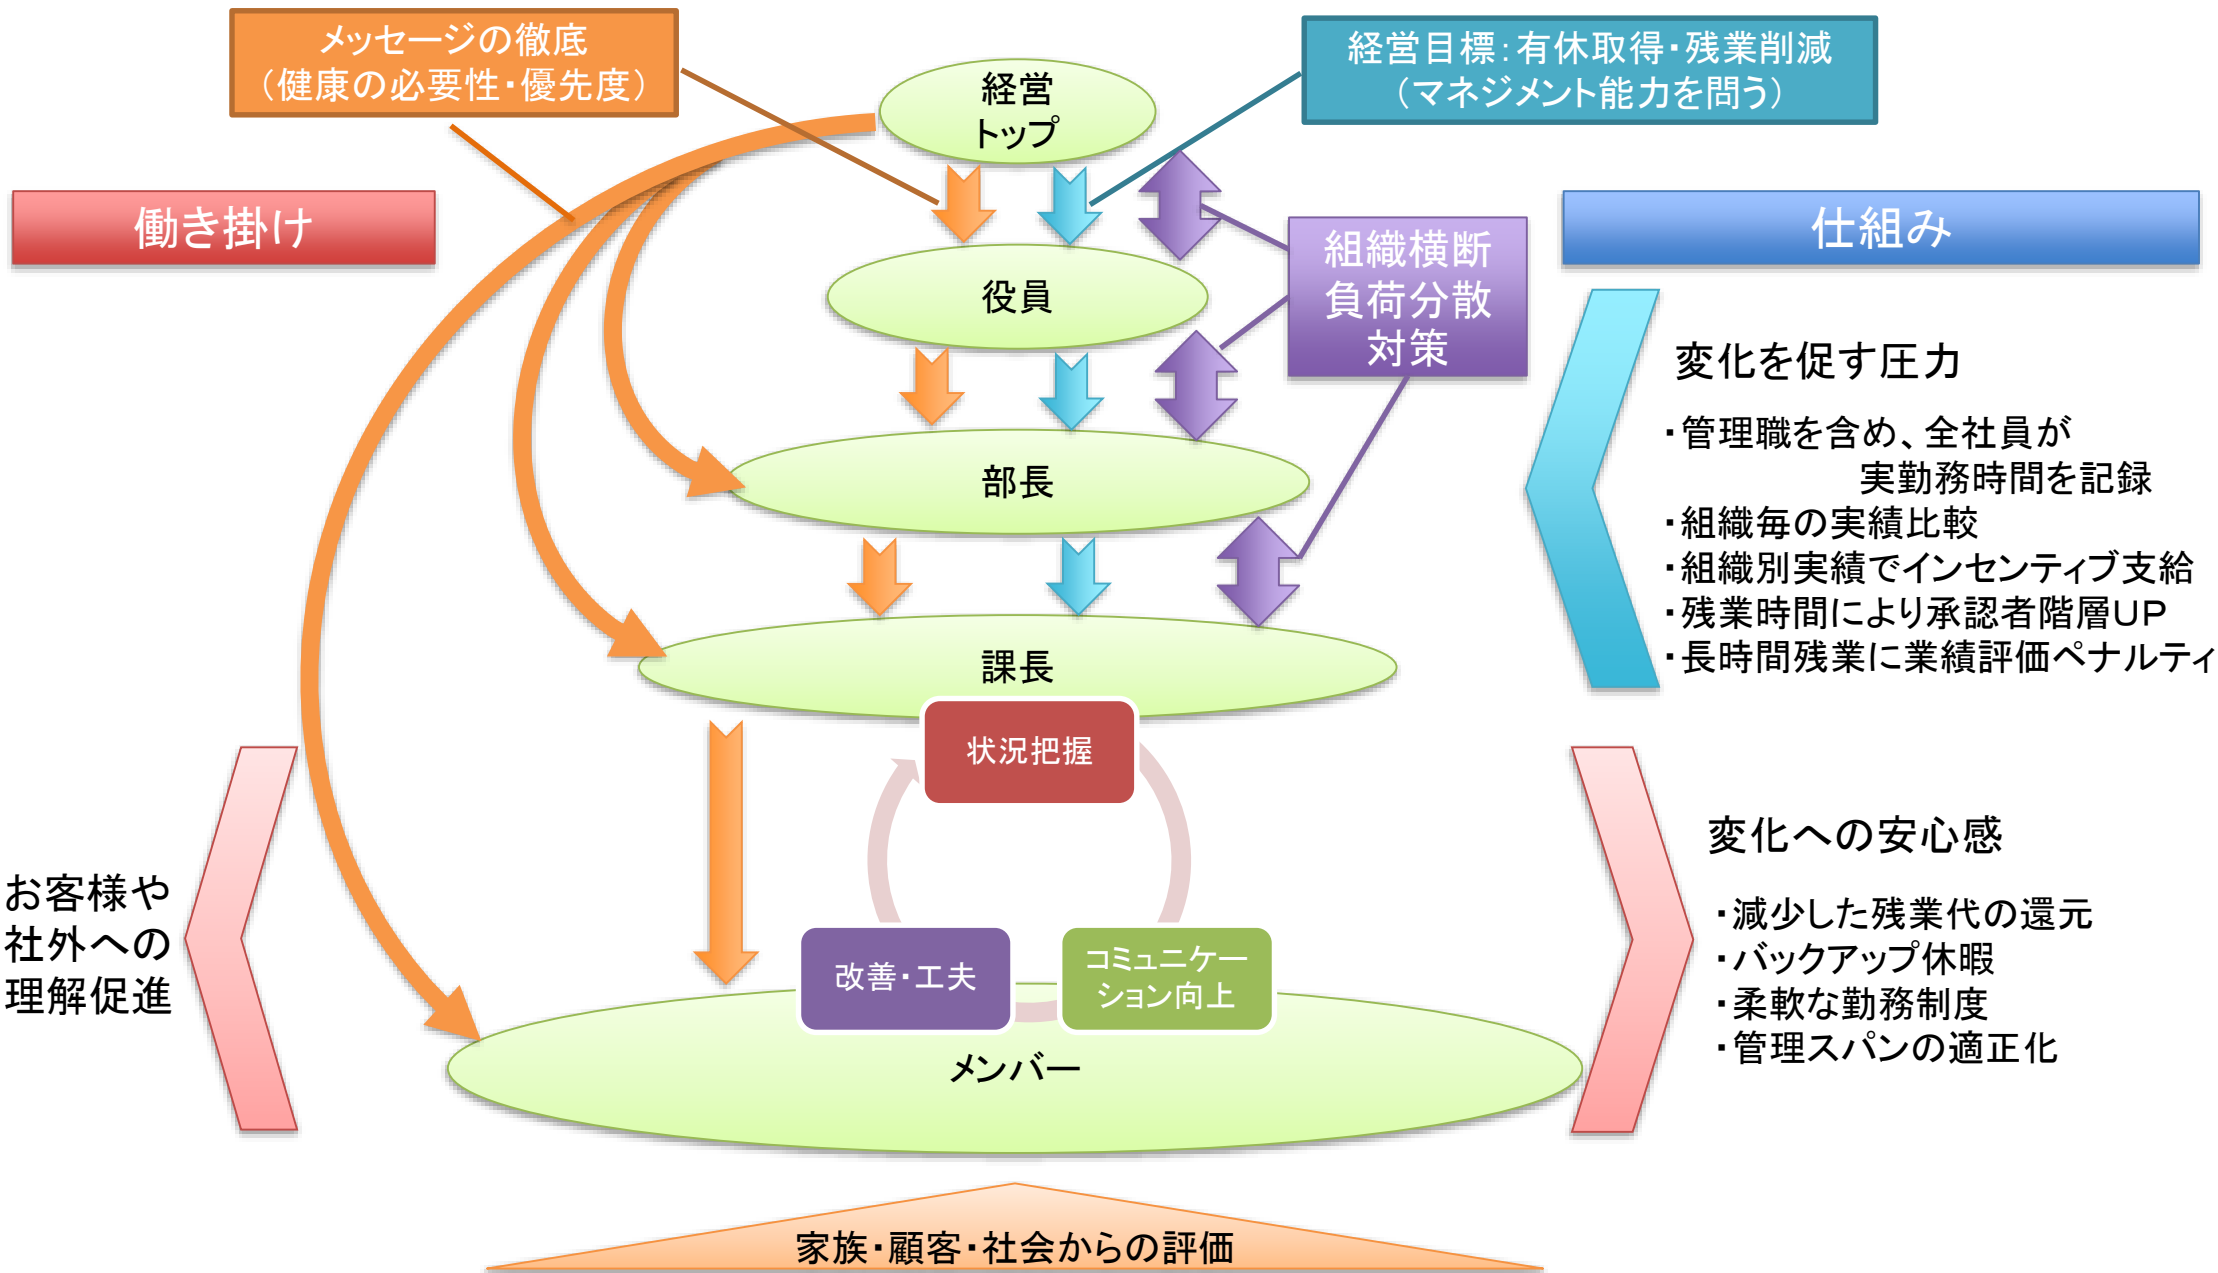 メッセージの徹底
（健康の必要性・優先度）
経営目標：有休取得・残業削減
（マネジメント能力を問う）
経営
トップ
働き掛け
仕組み
組織横断
負荷分散
対策
役員
変化を促す圧力
・管理職を含め、全社員が
実勤務時間を記録
・組織毎の実績比較
・組織別実績でインセンティブ支給
・残業時間により承認者階層UP
・長時間残業に業績評価ペナルティ
部長
課長
状況把握
変化への安心感
・減少した残業代の還元
・バックアップ休暇
・柔軟な勤務制度
・管理スパンの適正化
お客様や
社外への
理解促進
改善・工夫
コミュニケー
ション向上
メンバー
家族・顧客・社会からの評価